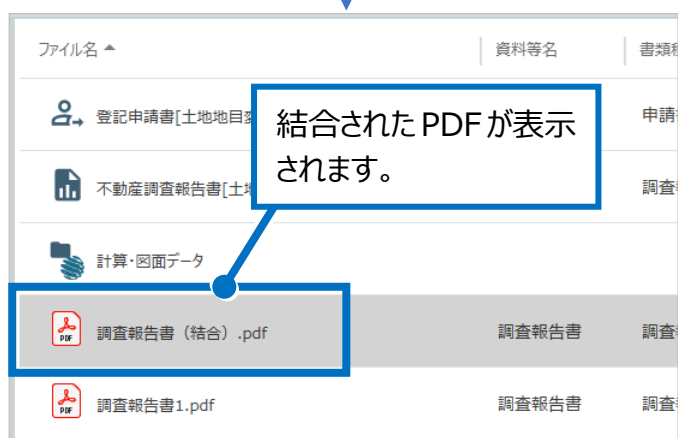 ファイル名 資料等名 書類
登記申請書[土地地目 申請
結合されたPDFが表示
されます。
不動産調査報告書[土 調査
計算・図面データ
PDF 調査報告書（結合）.pdf 調査報告書 調査
PDF 調査報告書1.pdf 調査報告書 調査